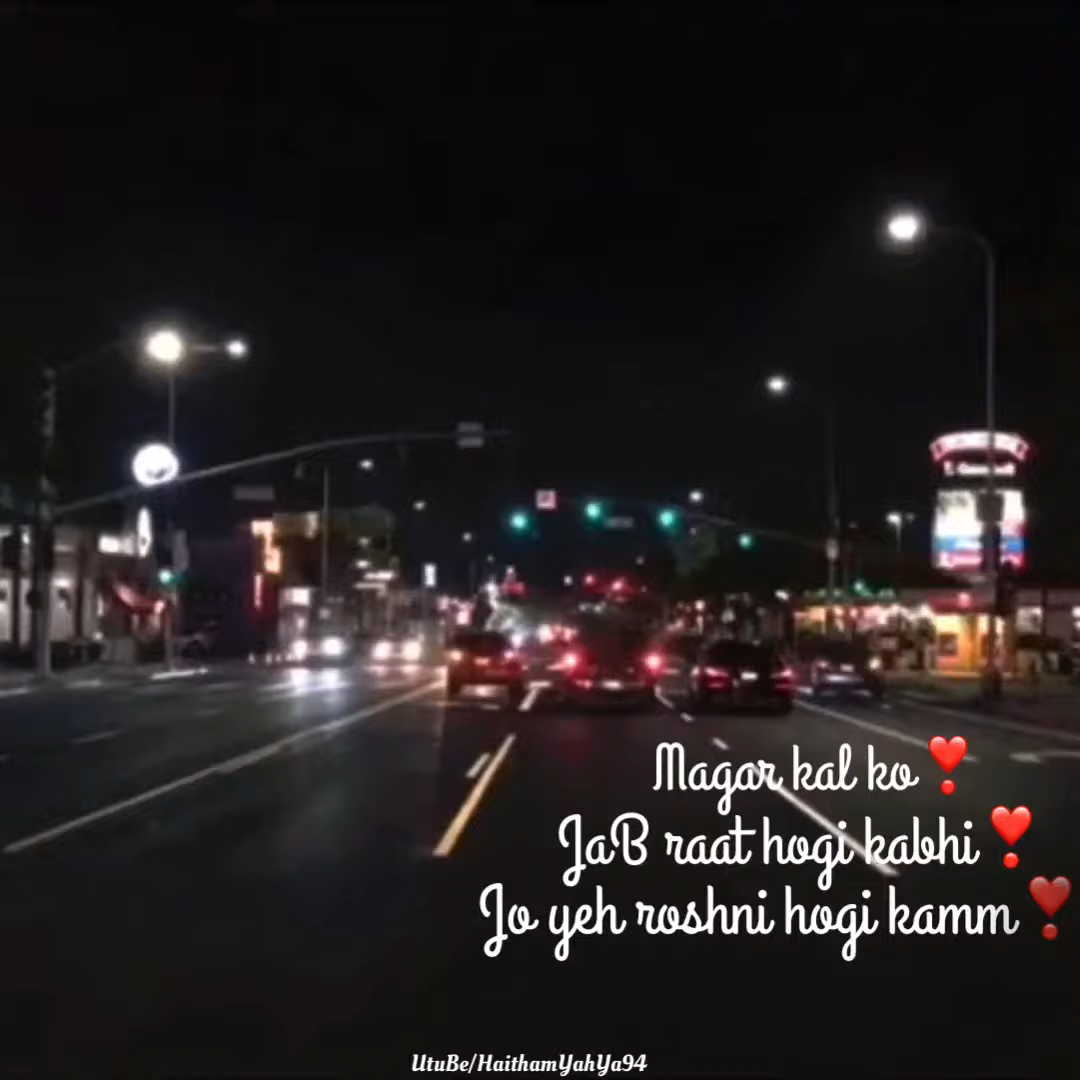 Magar kal ko❣️
JaB raat hogi kabhi❣️
Jo yeh roshni hogi kamm❣️
UtuBe/HaithamYahYa94